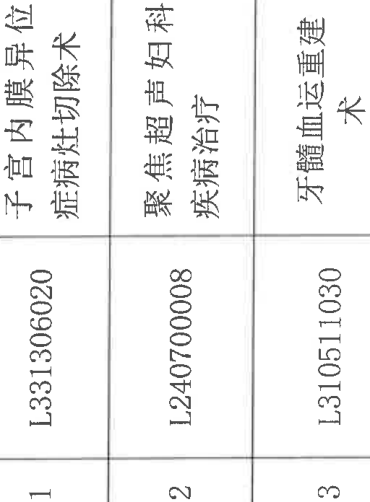 1
L331306020
子宫内膜异位
症病灶切除术
2
L240700008
聚焦超声妇科
疾病治疗
3
L310511030
牙髓血运重建
术